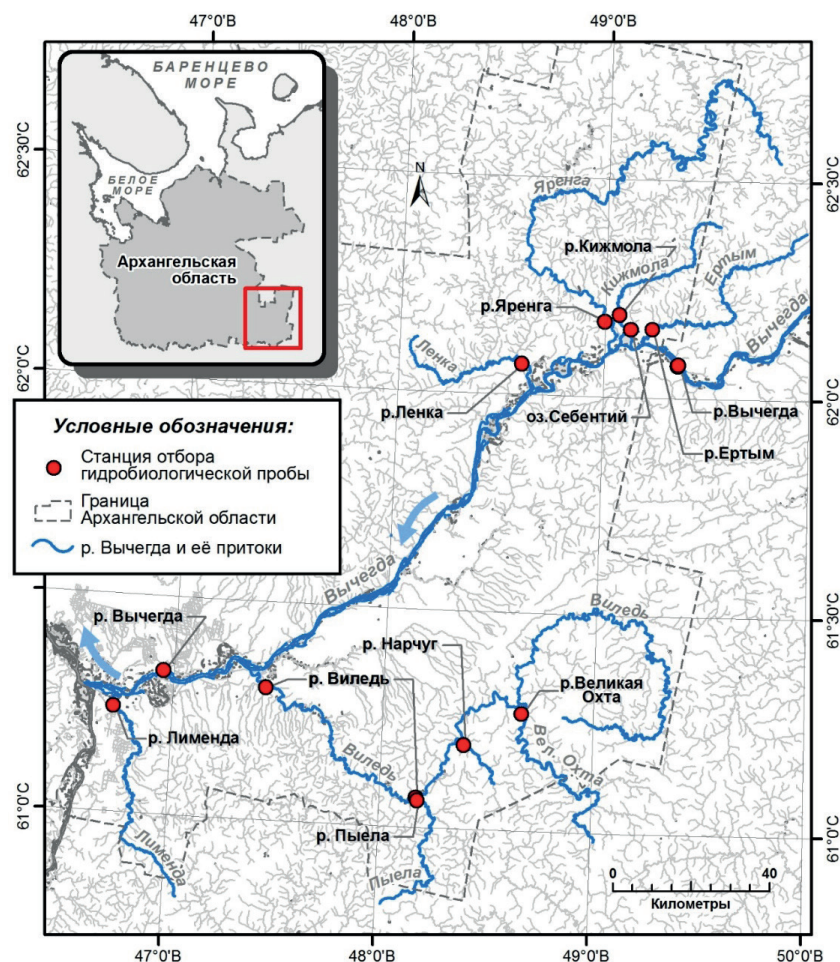 47°0'В
48°0'В
49°0'В
БАРЕНЦЕВО
МОРЕ
БЕЛОЕ
МОРЕ
Архангельская
область
N
62°30'С
62°30'С
Яренга
р.Кижмола
Кижмола
Ертым
р.Яренга
Вычегда
62°0'С
Ленка
р.Ленка
оз.Себентий
р.Вычегда
62°0'С
р.Ертым
Условные обозначения:
Станция отбора
гидробиологической пробы
Граница
Архангельской области
р. Вычегда и её притоки
Вычегда
р. Вычегда
Виледь
61°30'С
р. Нарчуг
р. Виледь
р.Великая
Охта
р. Лименда
Виледь
Вел. Охта
61°0'С
р. Пыела
61°0'С
Лименда
Пыела
0
40
Километры
47°0'В
48°0'В
49°0'В
50°0'В